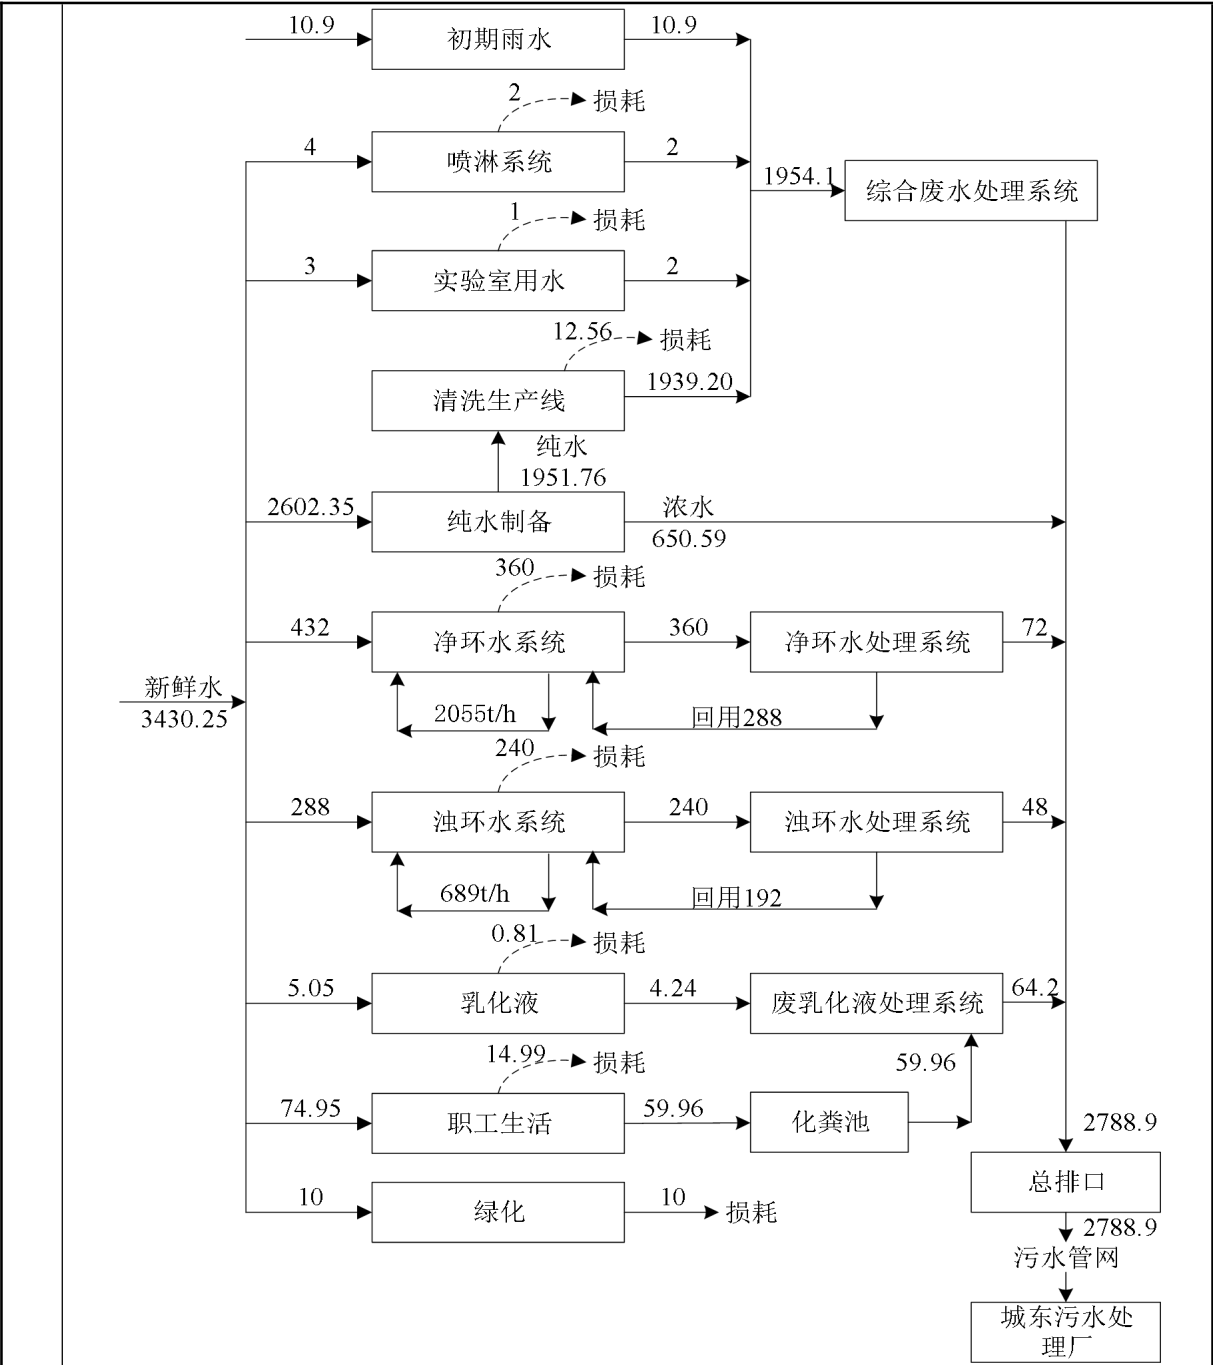 10.9
初期雨水
10.9
2
损耗
4
喷淋系统
2
1954.1
综合废水处理系统
1
损耗
3
实验室用水
2
12.56
损耗
清洗生产线
1939.20
纯水
1951.76
2602.35
纯水制备
浓水
650.59
360
损耗
432
净环水系统
360
净环水处理系统
72
新鲜水
3430.25
2055t/h
回用288
240
损耗
288
浊环水系统
240
浊环水处理系统
48
689t/h
回用192
0.81
损耗
5.05
乳化液
4.24
废乳化液处理系统
64.2
14.99
损耗
59.96
74.95
职工生活
59.96
化粪池
2788.9
总排口
10
绿化
10
损耗
2788.9
污水管网
城东污水处
理厂